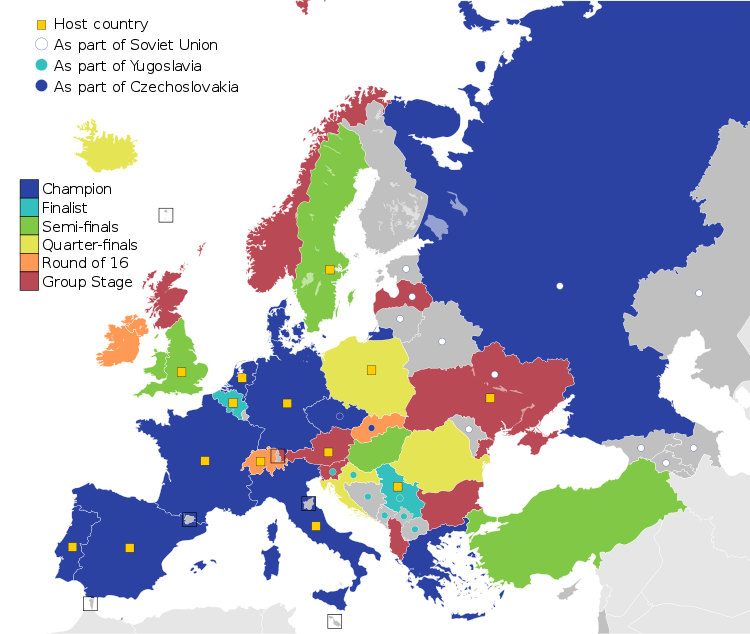 Host country
As part of Soviet Union
As part of Yugoslavia
As part of Czechoslovakia
Champion
Finalist
Semi-finals
Quarter-finals
Round of 16
Group Stage